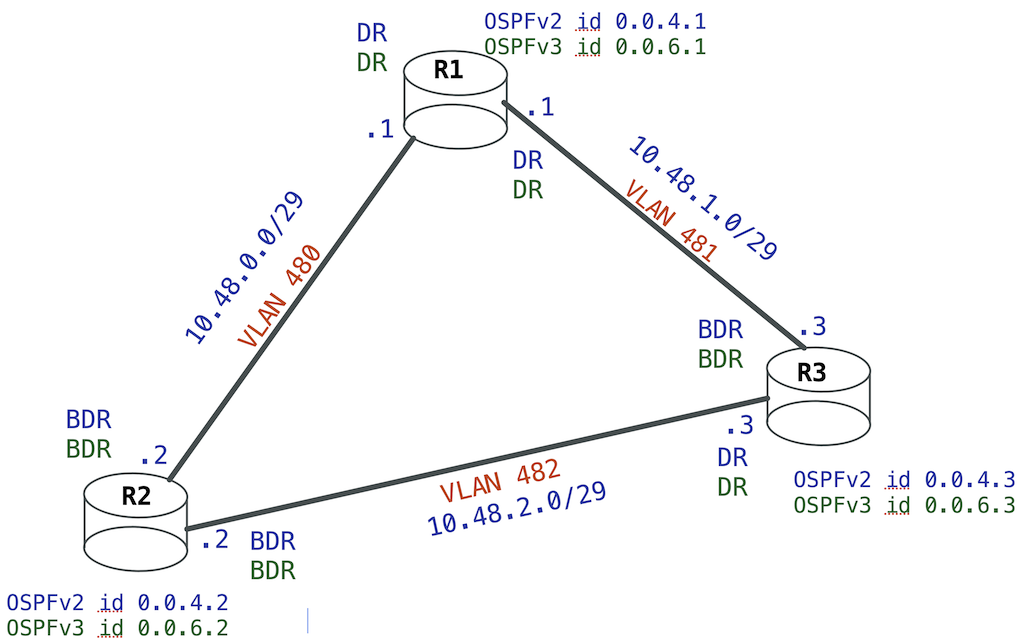 DR
DR
OSPFv2 id 0.0.4.1
OSPFv3 id 0.0.6.1
R1
.1
.1
DR
DR
10.48.0.0/29
VLAN 480
10.48.1.0/29
VLAN 481
BDR
BDR
.3
R3
.3
DR
DR
OSPFv2 id 0.0.4.3
OSPFv3 id 0.0.6.3
BDR
BDR
.2
R2
VLAN 482
10.48.2.0/29
.2
BDR
BDR
OSPFv2 id 0.0.4.2
OSPFv3 id 0.0.6.2